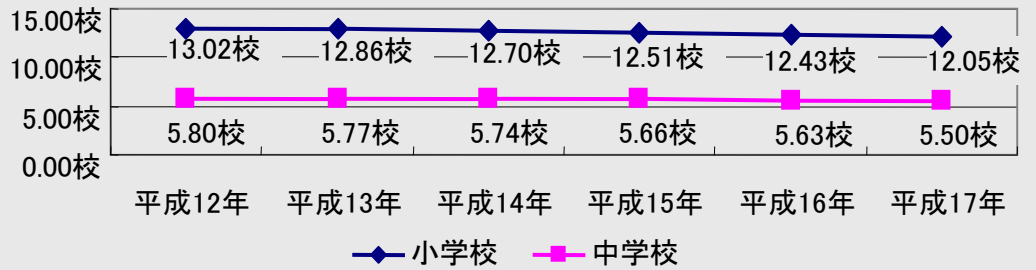 15.00校
13.02校 12.86校 12.70校 12.51校 12.43校 12.05校
10.00校
5.00校
5.80校 5.77校 5.74校 5.66校 5.63校 5.50校
0.00校
平成12年 平成13年 平成14年 平成15年 平成16年 平成17年
小学校 中学校